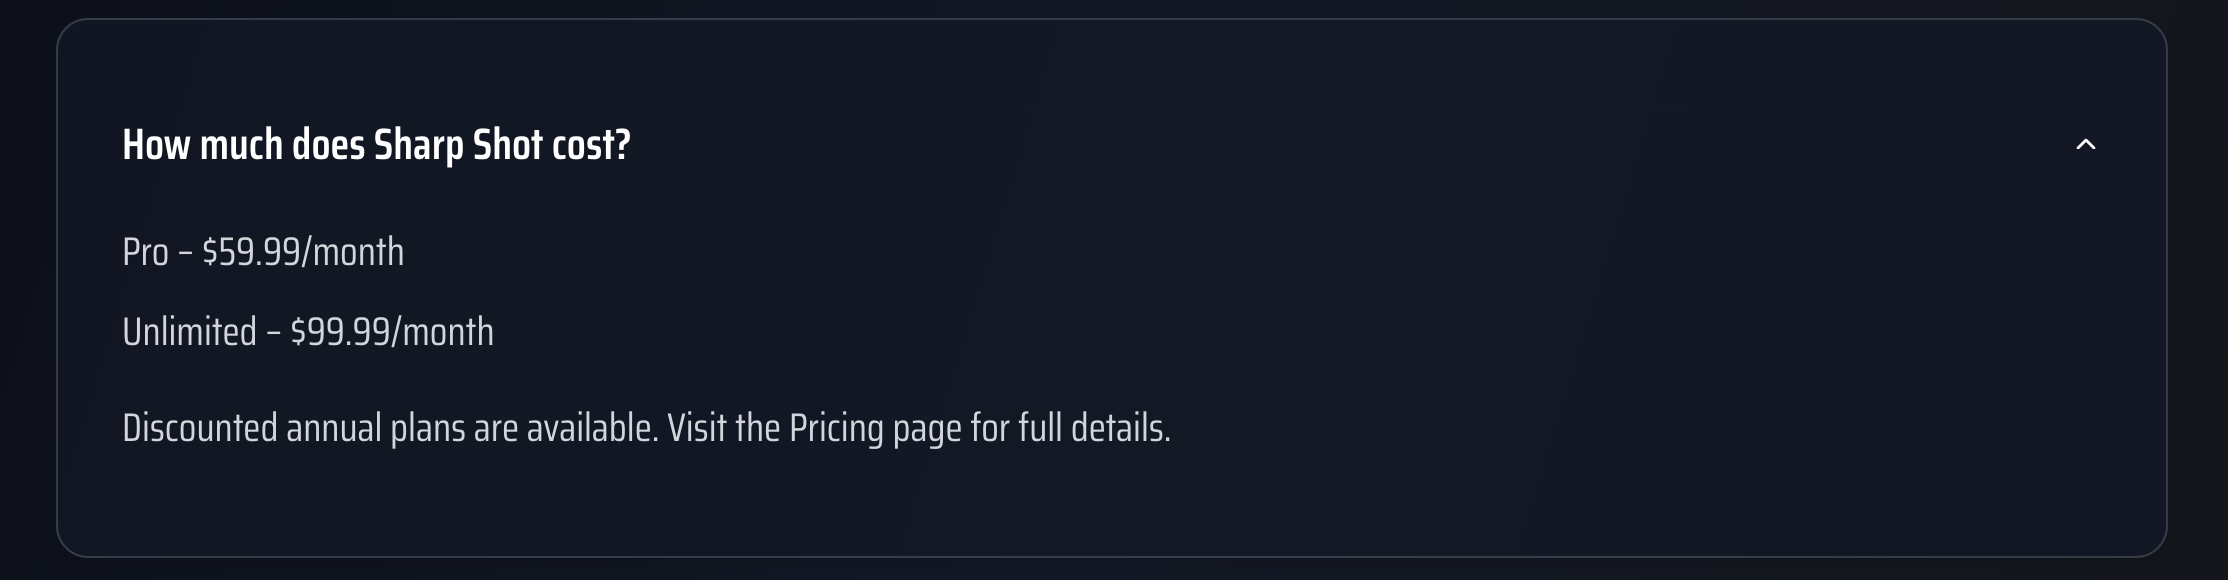 How much does Sharp Shot cost?
Pro – $59.99/month
Unlimited – $99.99/month
Discounted annual plans are available. Visit the Pricing page for full details.